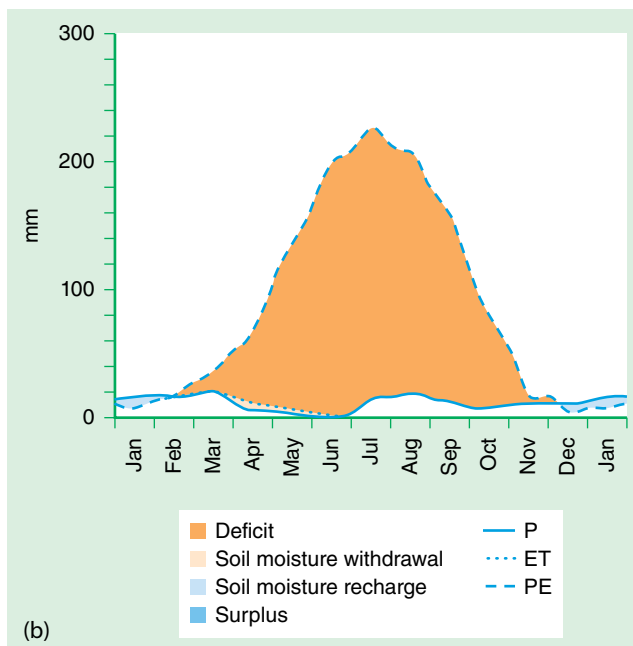 300
200
mm
100
0
Jan
Feb
Mar
Apr
May
Jun
Jul
Aug
Sep
Oct
Nov
Dec
Jan
Deficit
Soil moisture withdrawal
Soil moisture recharge
Surplus
P
ET
PE
(b)